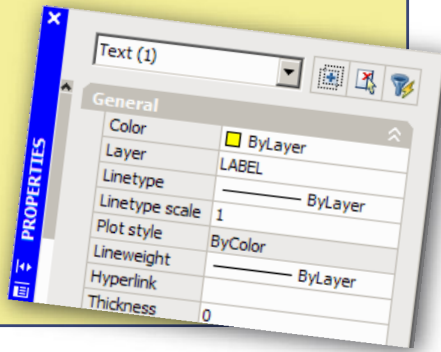 Text (1)
General
Color ByLayer
Layer LABEL
Linetype ByLayer
Linetype scale 1
Plot style ByColor
Lineweight ByLayer
Hyperlink
Thickness 0
PROPERTIES